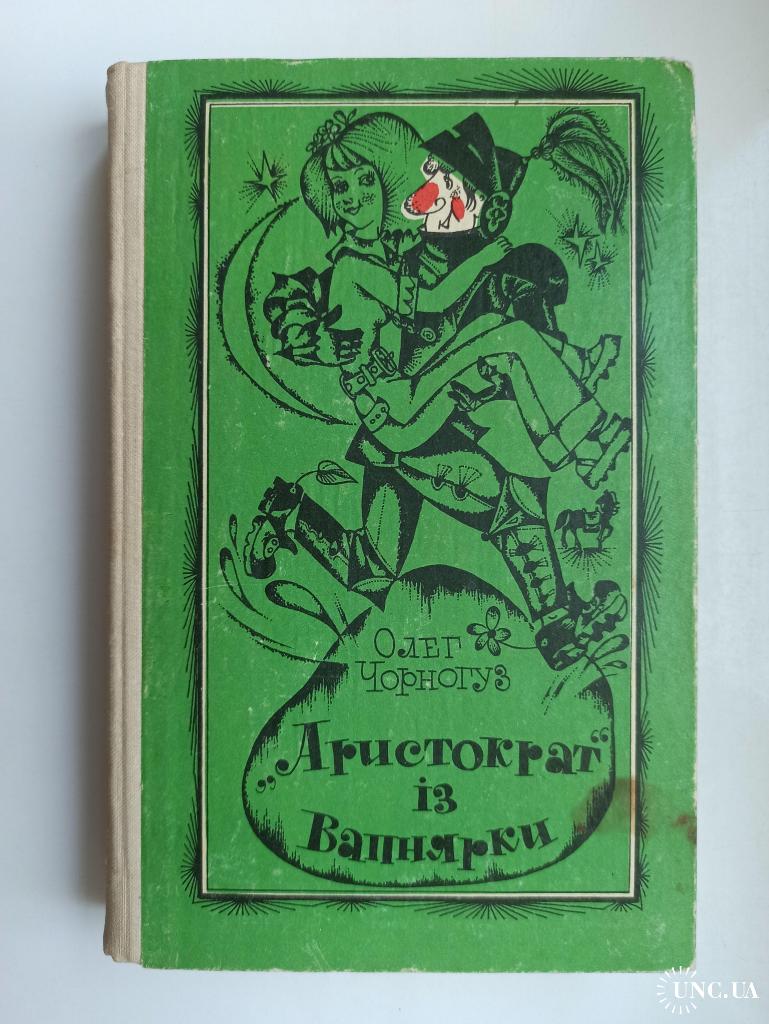 Олег
Чорногуз
„Аристократ“
із
Вапнярки
UNC.UA